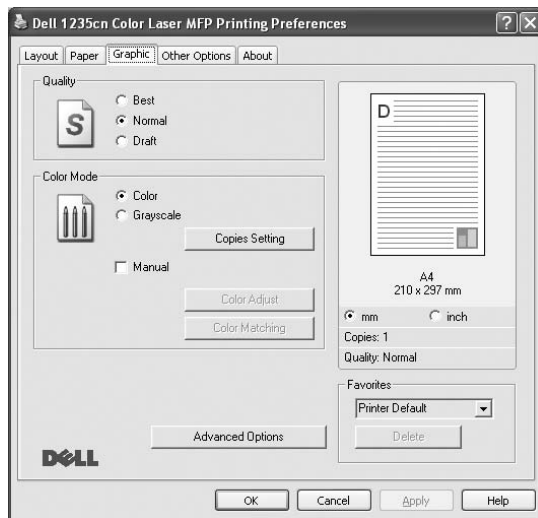 Dell 1235cn Color Laser MFP Printing Preferences
Layout Paper Graphic Other Options About
Quality
S
Best
Normal
Draft
Color Mode
Color
Grayscale
Copies Setting
Manual
Color Adjust
Color Matching
Advanced Options
DELL
D
A4
210 x 297 mm
mm inch
Copies: 1
Quality: Normal
Favorites
Printer Default
Delete
OK Cancel Apply Help